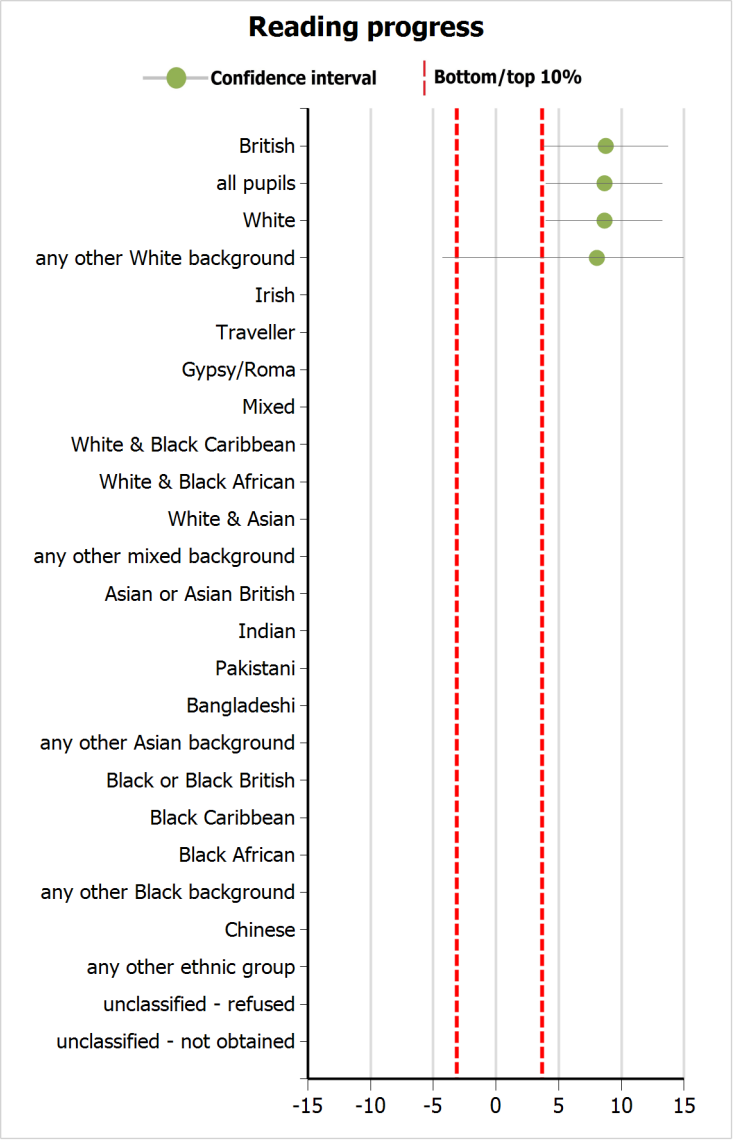 Reading progress
Confidence interval Bottom/top 10%
British
all pupils
White
any other White background
Irish
Traveller
Gypsy/Roma
Mixed
White & Black Caribbean
White & Black African
White & Asian
any other mixed background
Asian or Asian British
Indian
Pakistani
Bangladeshi
any other Asian background
Black or Black British
Black Caribbean
Black African
any other Black background
Chinese
any other ethnic group
unclassified - refused
unclassified - not obtained
-15 -10 -5 0 5 10 15